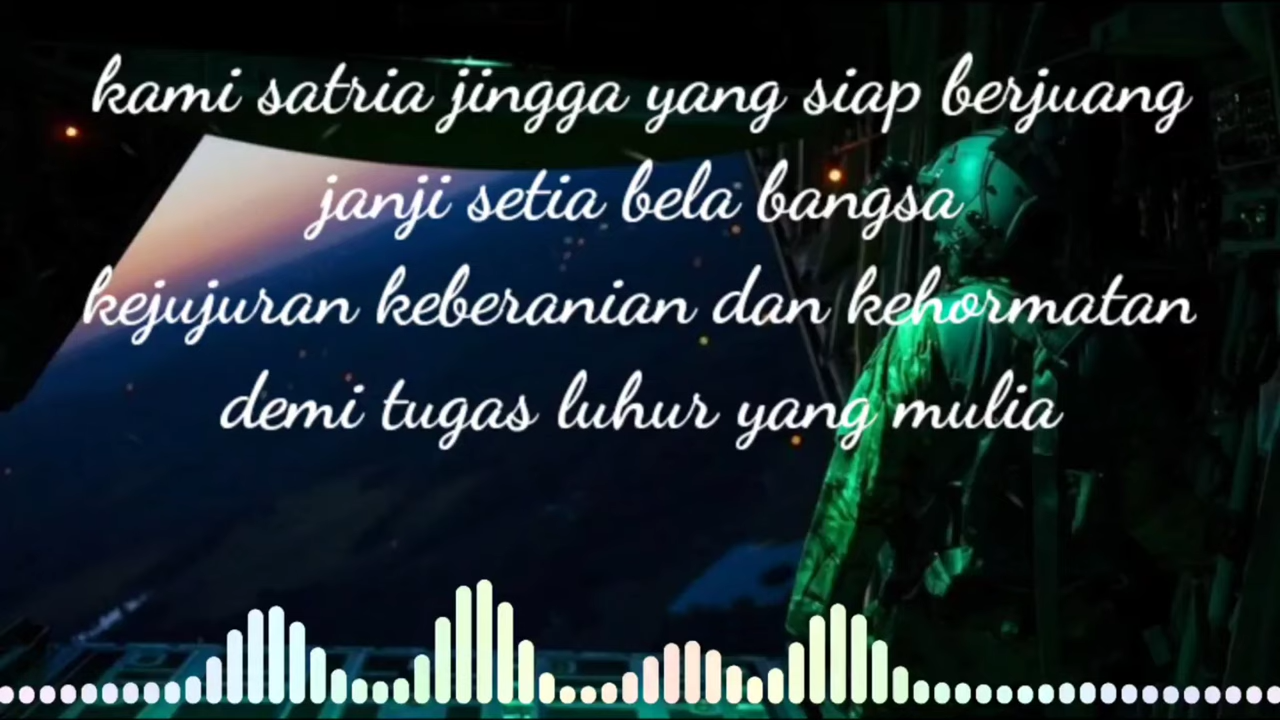 kami satria jingga yang siap berjuang
janji setia bela bangsa
kejujuran keberanian dan kehormatan
demi tugas luhur yang mulia